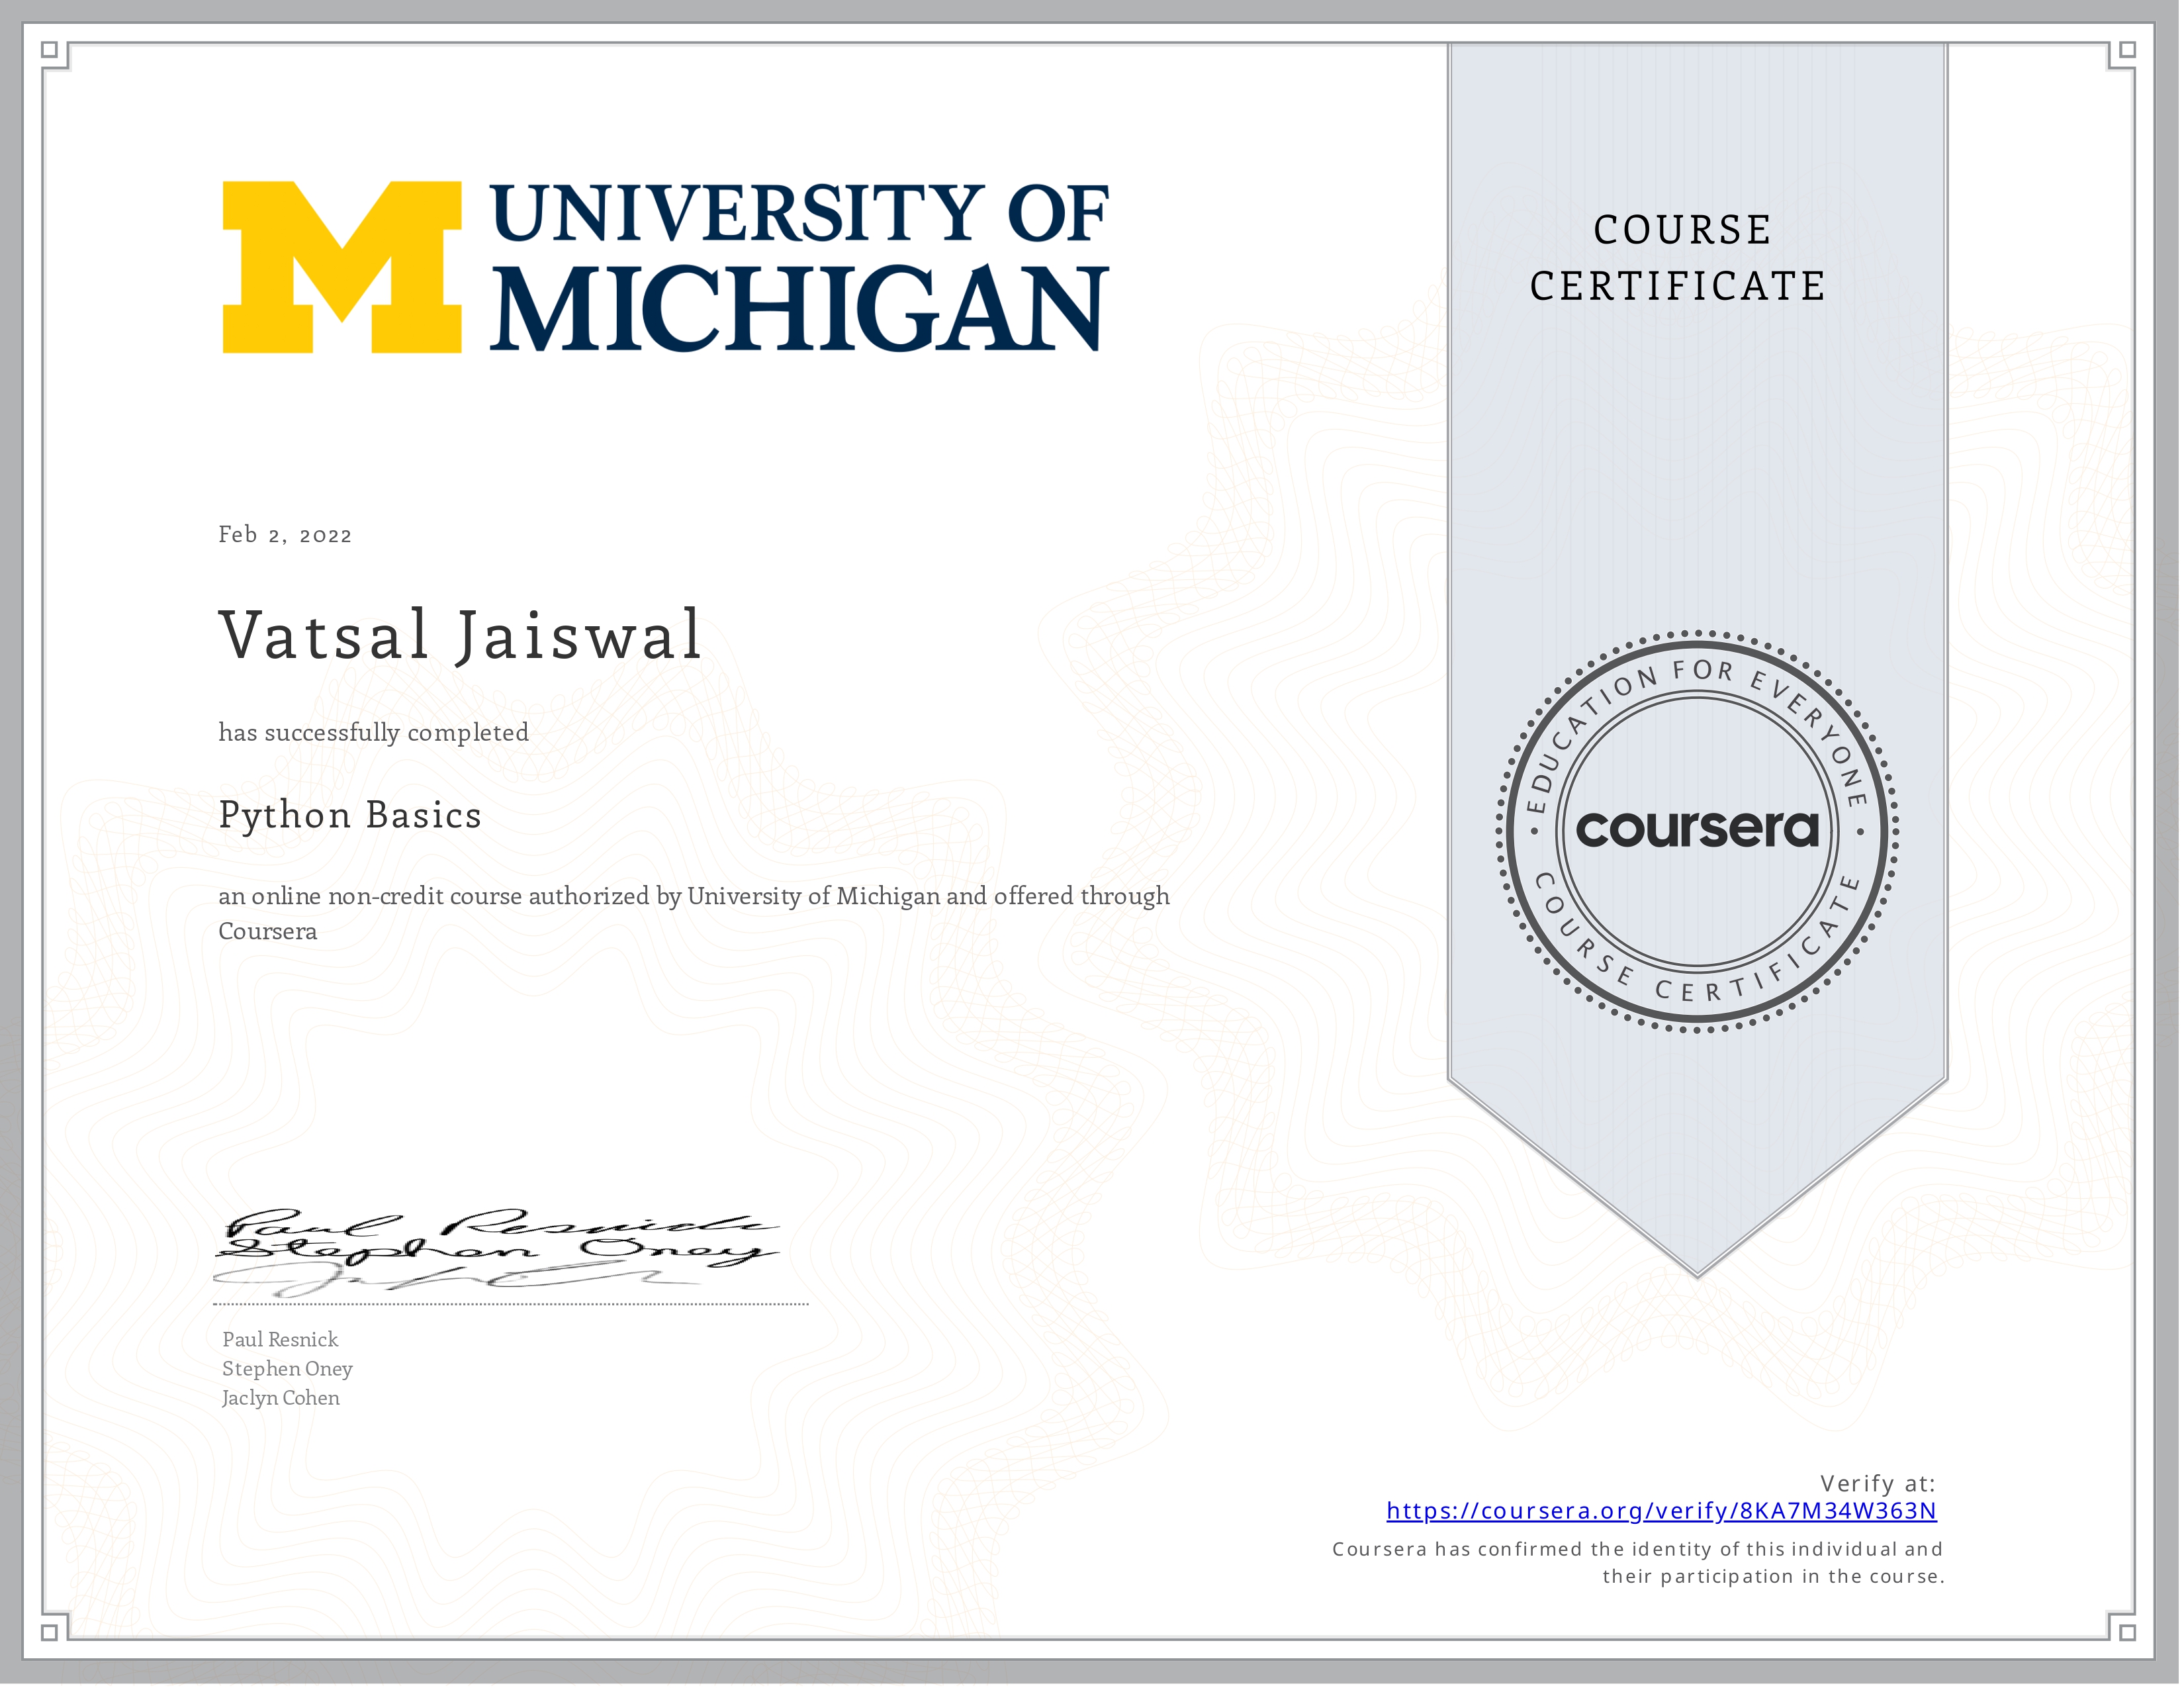 UNIVERSITY OF
MICHIGAN
COURSE
CERTIFICATE
Feb 2, 2022
Vatsal Jaiswal
has successfully completed
Python Basics
an online non-credit course authorized by University of Michigan and offered through
Coursera
EDUCATION FOR EVERYONE
coursera
COURSE CERTIFICATE
Paul Resnick
Stephen Oney
Paul Resnick
Stephen Oney
Jaclyn Cohen
Verify at:
https://coursera.org/verify/8KA7M34W363N
Coursera has confirmed the identity of this individual and
their participation in the course.